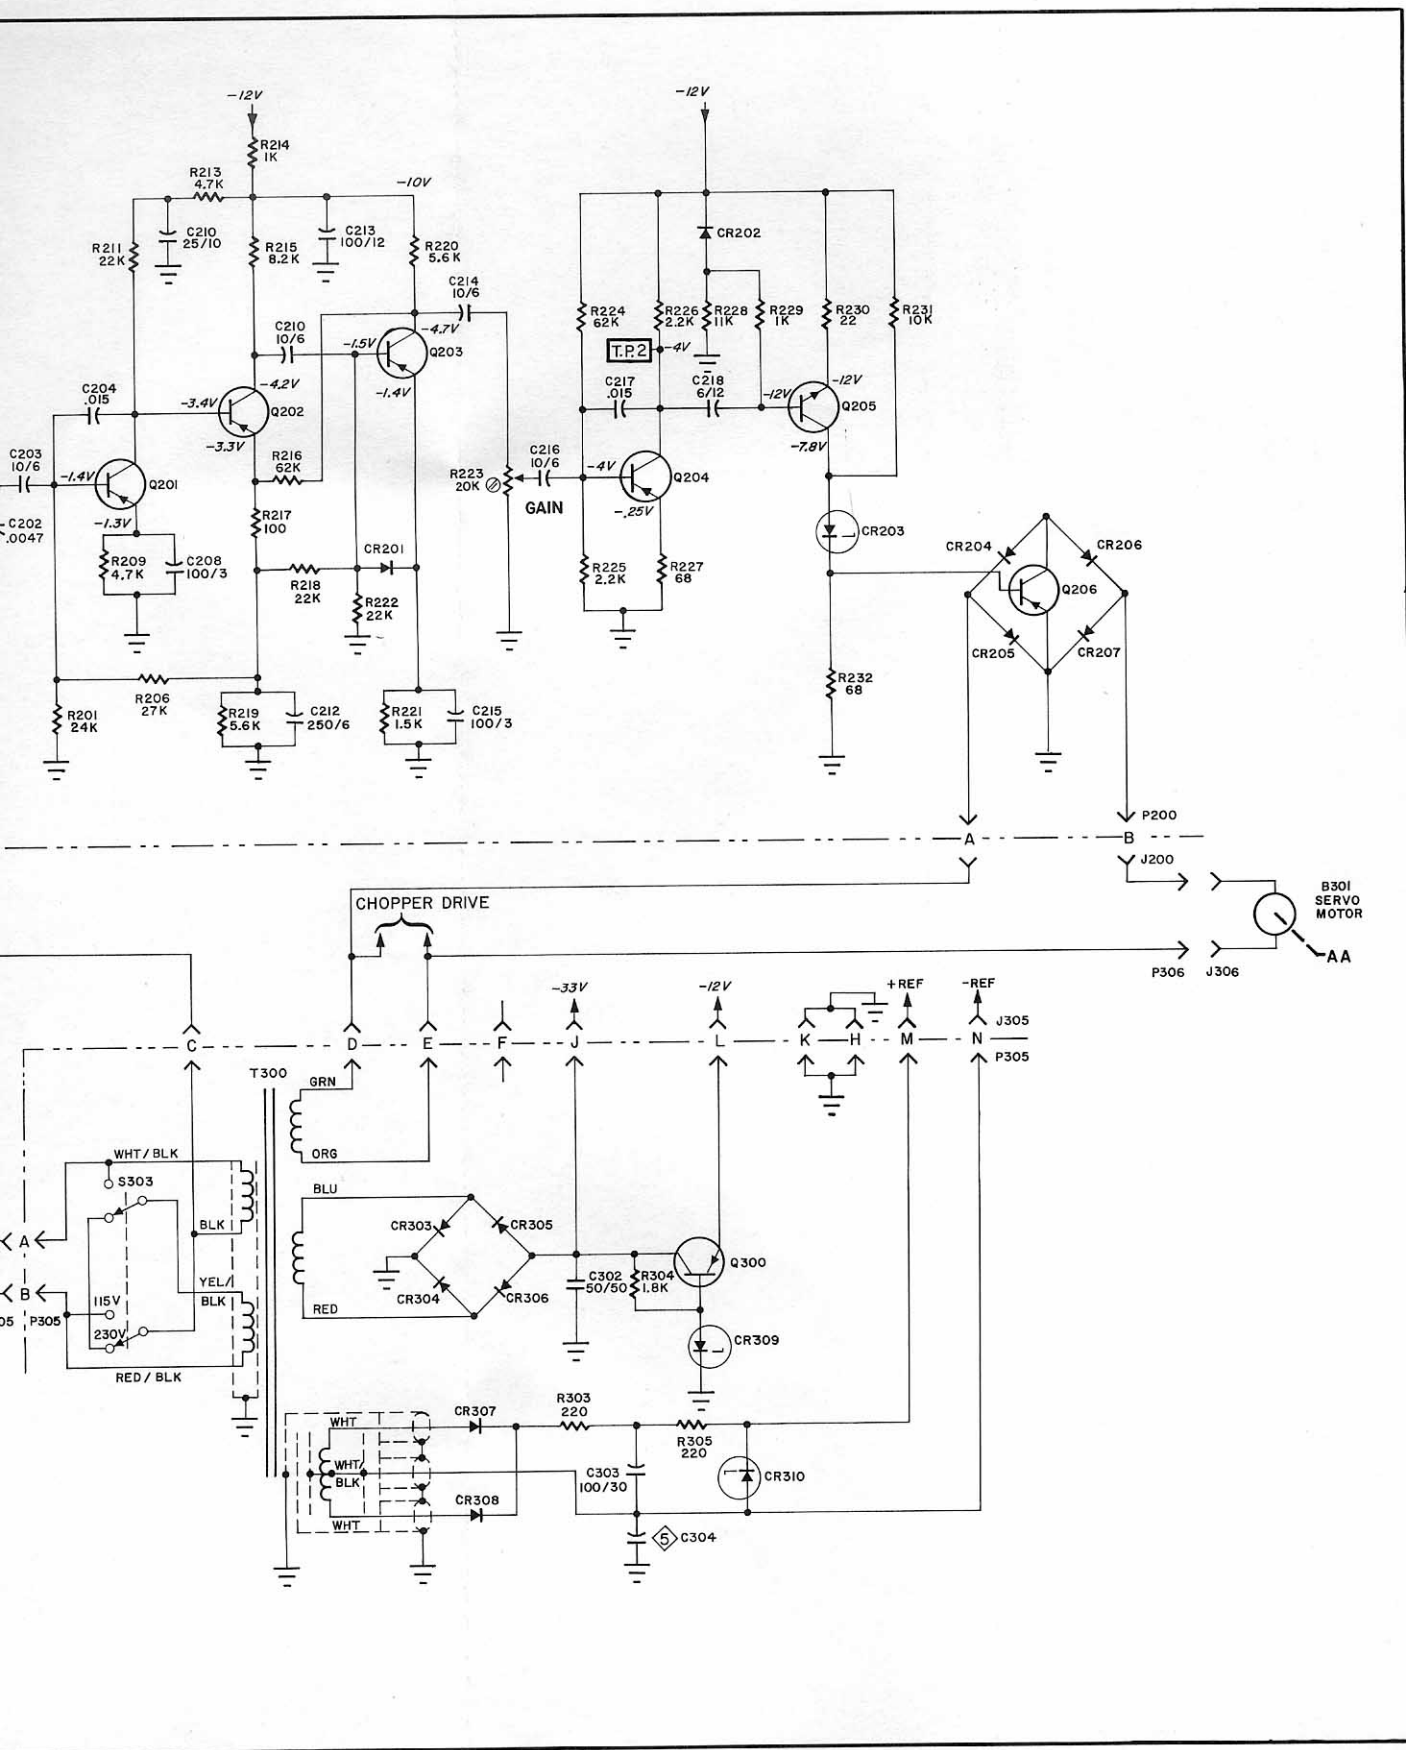 -12V
-12V
R214
1K
R213
4.7K
-10V
R211
22K
C210
25/10
R215
8.2K
C213
100/12
R220
5.6K
CR202
C214
10/6
R224
62K
R226
2.2K
R228
11K
R229
1K
R230
22
R231
10K
C210
10/6
-1.5V
-4.7V
Q203
T.P.2
-4V
C204
.015
-4.2V
-1.4V
C217
.015
C218
6/12
-12V
-12V
Q205
-3.4V
Q202
-3.3V
-7.8V
C203
10/6
-1.4V
Q201
R216
62K
R223
20K
C216
10/6
GAIN
-4V
Q204
-.25V
C202
.0047
-1.3V
R217
100
CR203
CR204
CR206
R209
4.7K
C208
100/3
CR201
R218
22K
R222
22K
R225
2.2K
R227
68
Q206
CR205
CR207
R206
27K
R232
68
R201
24K
R219
5.6K
C212
250/6
R221
1.5K
C215
100/3
P200
A
B
J200
B301
SERVO
MOTOR
CHOPPER DRIVE
AA
P306
J306
-33V
-12V
+REF
-REF
J305
C
D
E
F
J
L
K
H
M
N
P305
T300
GRN
ORG
WHT/BLK
S303
BLU
BLK
CR303
CR305
A
Q300
YEL/
BLK
C302
50/50
R304
1.8K
B
CR304
CR306
115V
RED
05
P305
230V
CR309
RED/BLK
R303
220
CR307
WHT
R305
220
WHT/
BLK
C303
100/30
CR310
CR308
WHT
5
C304